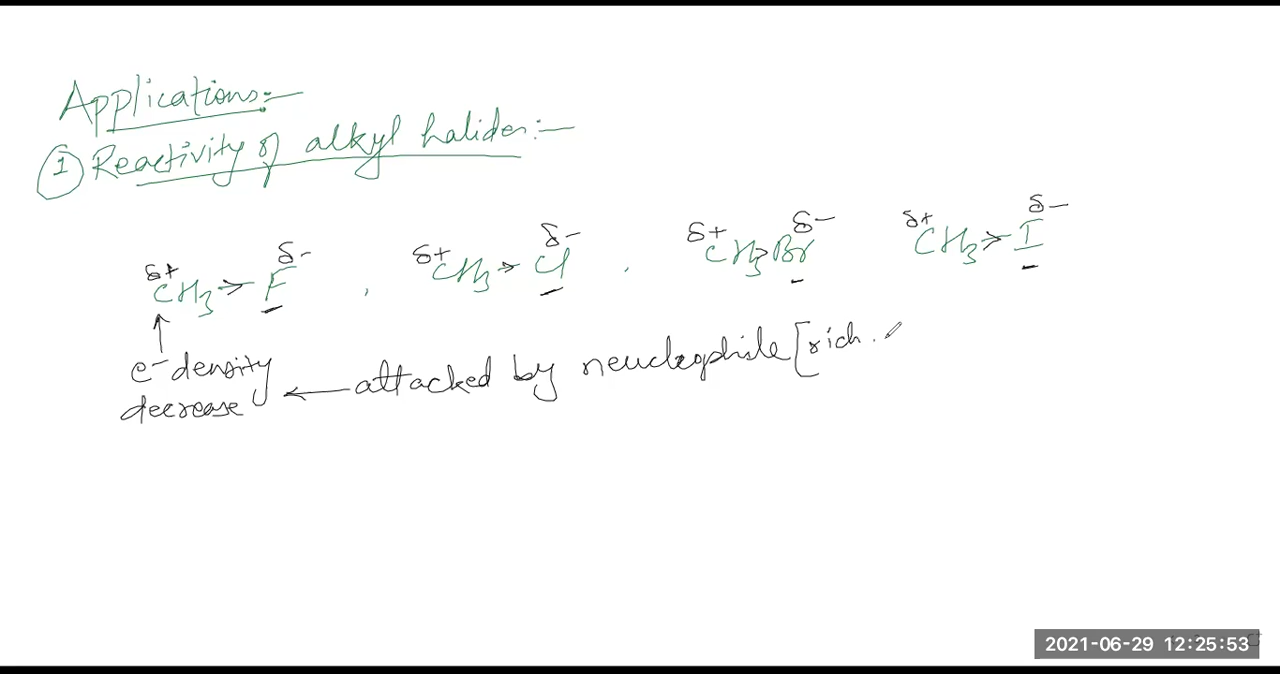 Applications:-
① Reactivity of alkyl halides:-
δ+ CH3 > F δ- , δ+ CH3 > Cl δ- , δ+ CH3 > Br δ- δ+ CH3 > I δ-
↑
e- density ← attacked by neucleophile [rich .
decrease
2021-06-29 12:25:53